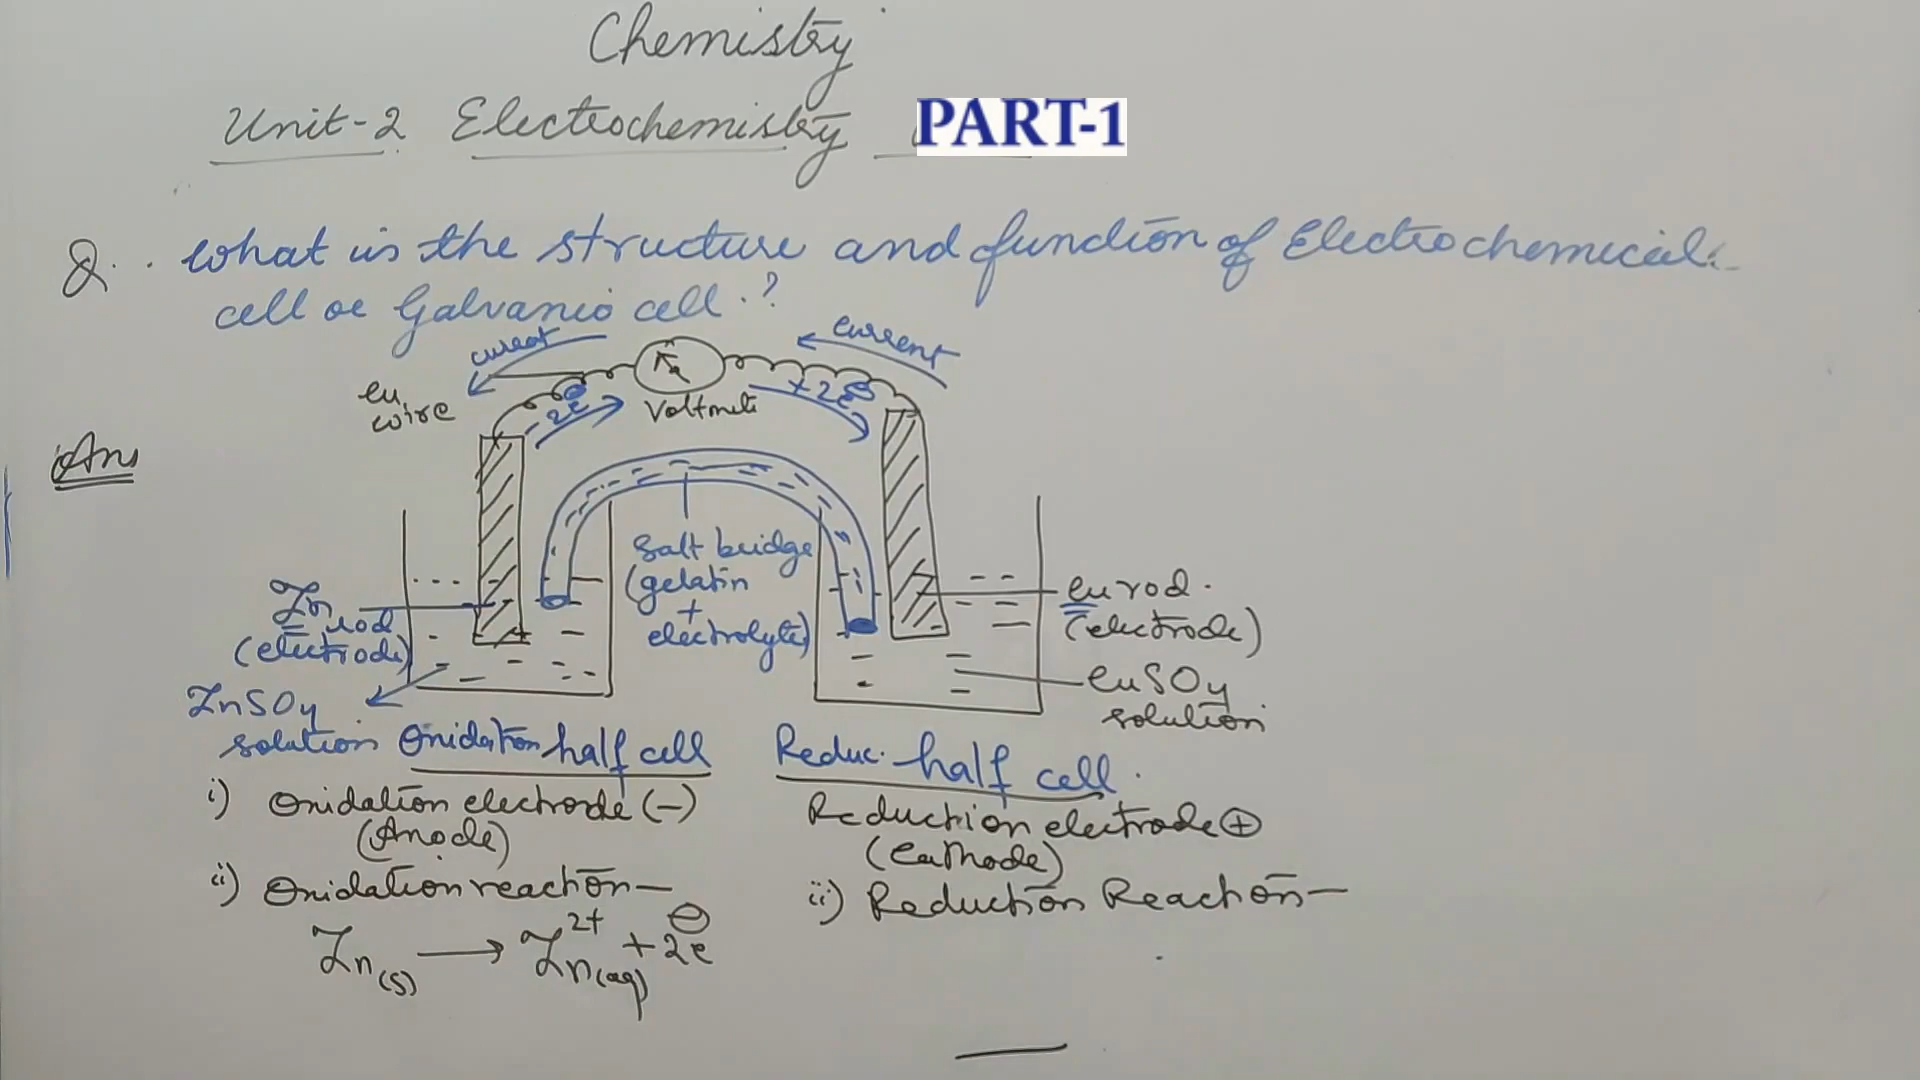 Chemistry
Unit-2 Electrochemistry PART-1
Q. What is the structure and function of Electrochemical
cell or Galvanic cell.?
current
current
Cu
wire
2e
Voltmete
+2e
Ans
Salt bridge
(gelatin
+
electrolyte)
Zn rod
(electrode)
Cu rod.
(electrode)
ZnSO4
solution
CuSO4
solution
Oxidation half cell
Reduc. half cell.
i) Oxidation electrode (-)
(Anode)
Reduction electrode +
(Cathode)
ii) Oxidation reaction-
ii) Reduction Reaction-
Zn(s) → Zn2+(aq) + 2e-